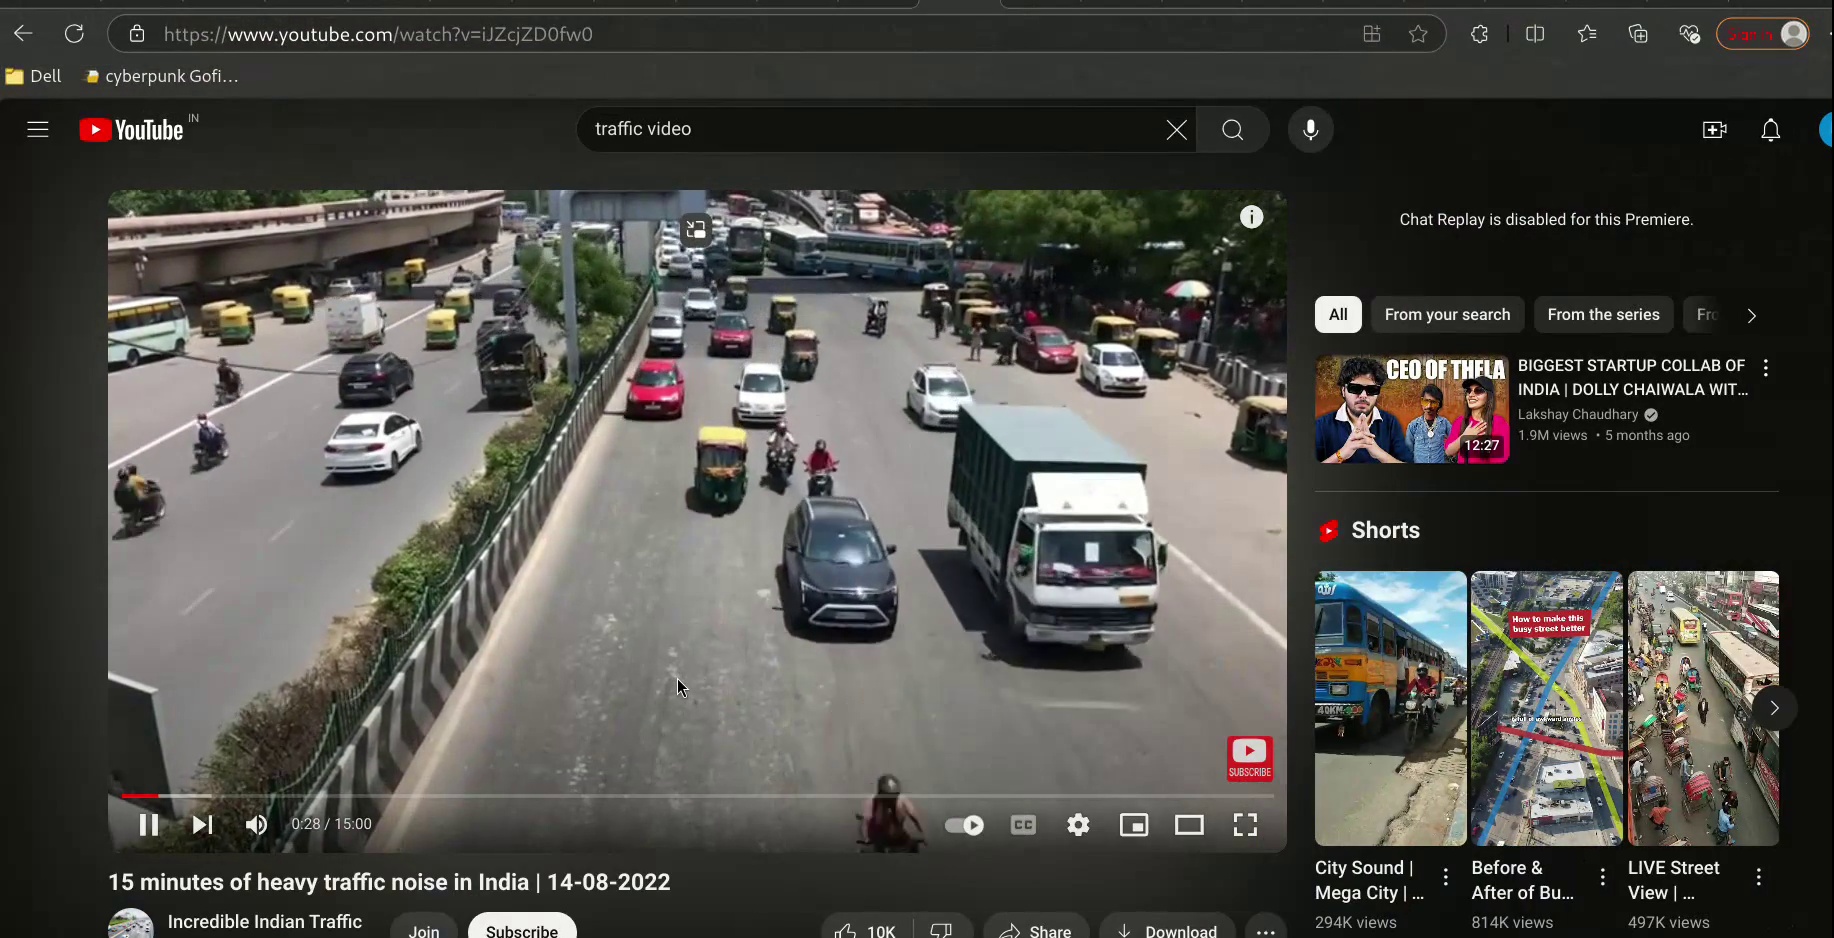 https://www.youtube.com/watch?v=iJZcjZD0fw0
Sign in
Dell
cyberpunk Gofi...
YouTube IN
traffic video
SUBSCRIBE
0:28 / 15:00
CC
15 minutes of heavy traffic noise in India | 14-08-2022
Incredible Indian Traffic
Join
Subscribe
10K
Share
Download
Chat Replay is disabled for this Premiere.
All
From your search
From the series
Fro
CEO OF THELA
12:27
BIGGEST STARTUP COLLAB OF
INDIA | DOLLY CHAIWALA WIT...
Lakshay Chaudhary
1.9M views • 5 months ago
Shorts
40KM
How to make this
busy street better
City Sound |
Mega City | ...
294K views
Before &
After of Bu...
814K views
LIVE Street
View | ...
497K views